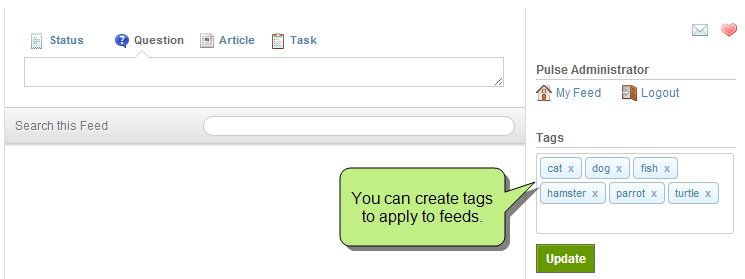 Status Question Article Task
Search this Feed
You can create tags
to apply to feeds.
Pulse Administrator
My Feed Logout
Tags
cat x dog x fish x
hamster x parrot x turtle x
Update